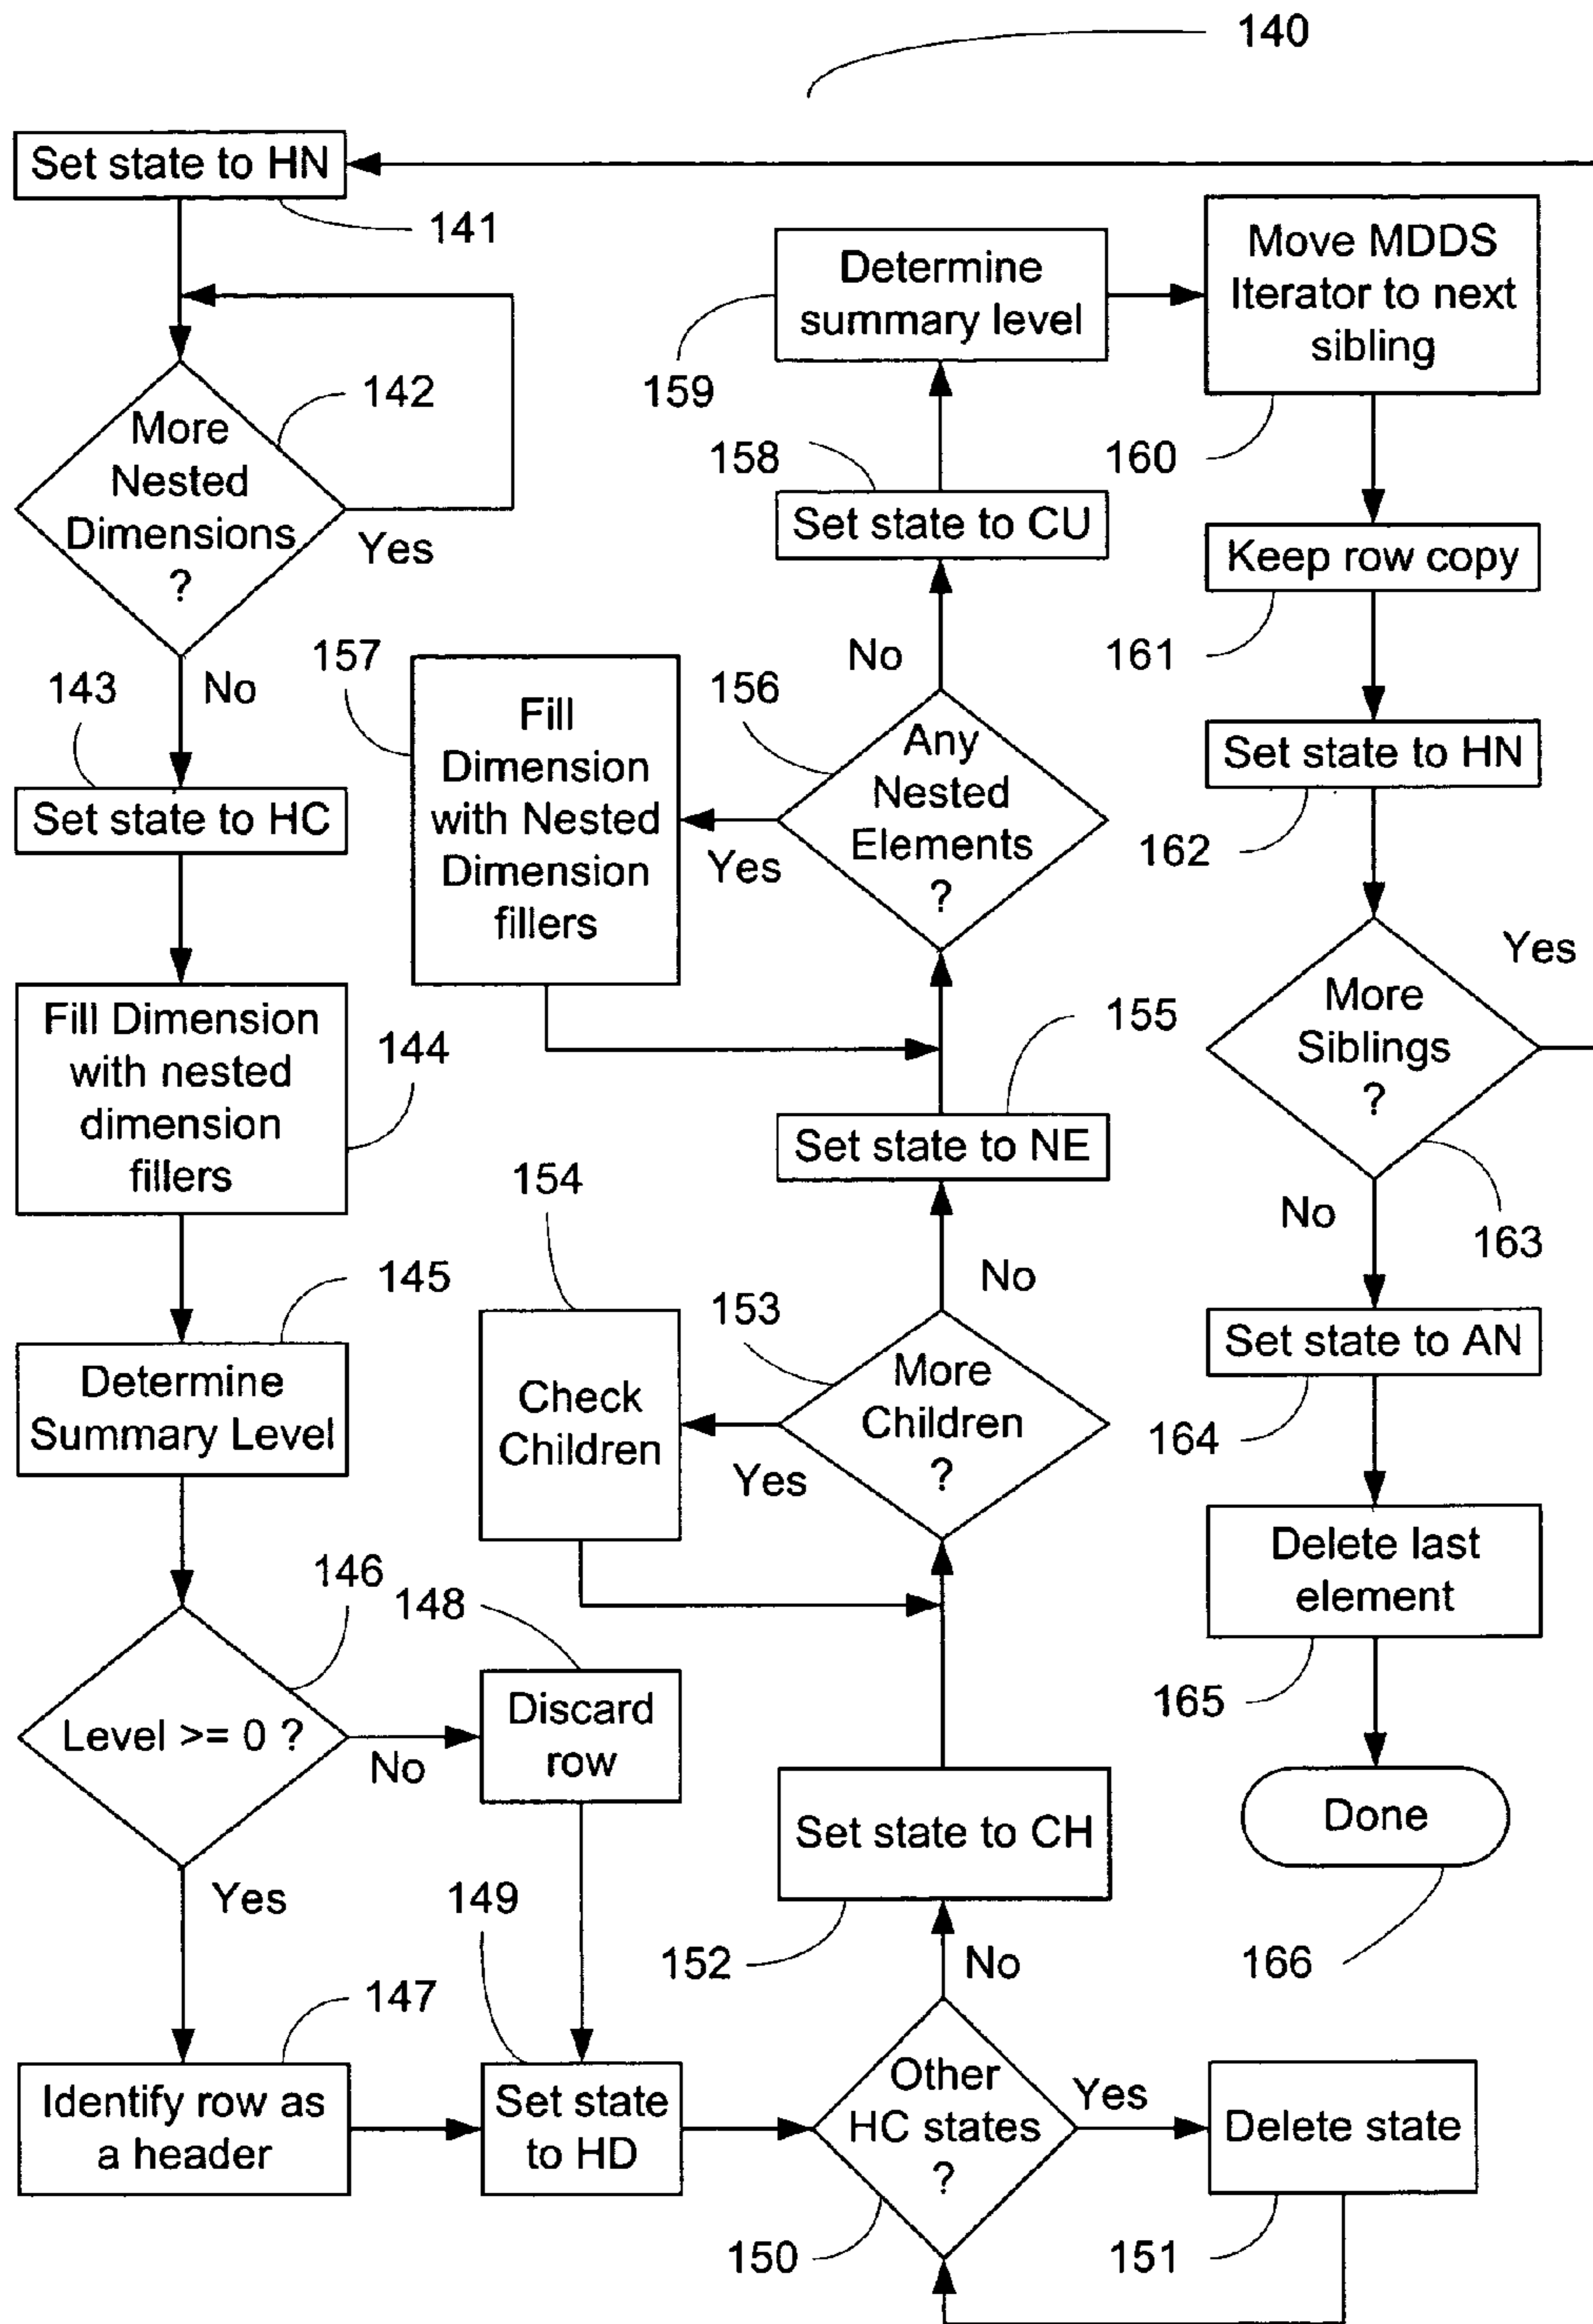 140
Set state to HN
141
More
Nested
Dimensions
?
142
Yes
No
143
Set state to HC
Fill Dimension
with nested
dimension
fillers
144
145
Determine
Summary Level
146
Level >= 0 ?
No
Yes
148
Discard
row
147
Identify row as
a header
149
Set state
to HD
Other
HC states
?
150
Yes
Delete state
151
No
152
Set state to CH
More
Children
?
153
Yes
154
Check
Children
No
Set state to NE
155
Any
Nested
Elements
?
156
Yes
157
Fill
Dimension
with Nested
Dimension
fillers
No
158
Set state to CU
Determine
summary level
159
Move MDDS
Iterator to next
sibling
160
Keep row copy
161
Set state to HN
162
More
Siblings
?
Yes
163
No
Set state to AN
164
Delete last
element
165
Done
166